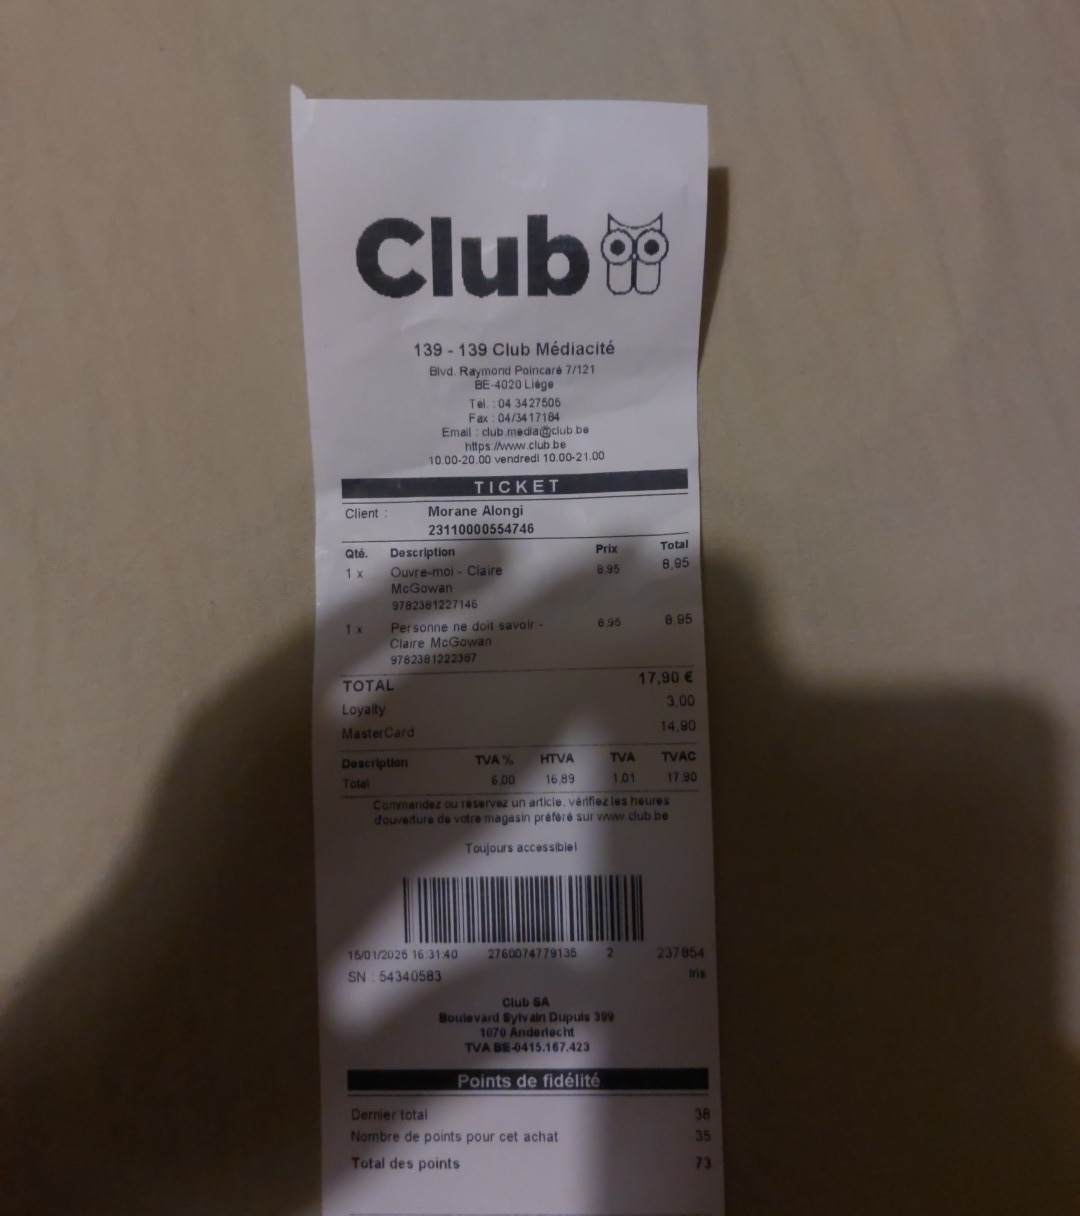 Club
139 - 139 Club Médiacité
Blvd. Raymond Poincaré 7/121
BE-4020 Liège
Tél. : 04 3427505
Fax : 04/3417184
Email : club.media@club.be
https://www.club.be
10.00-20.00 vendredi 10.00-21.00
TICKET
Client : Morane Alongi
23110000554746
Qté. Description Prix Total
1 x Ouvre-moi - Claire 8,95 8,95
McGowan
9782381227146
1 x Personne ne doit savoir - 8,95 8,95
Claire McGowan
9782381222387
TOTAL 17,90 €
Loyalty 3,00
MasterCard 14,90
Description TVA % HTVA TVA TVAC
Total 6,00 16,89 1,01 17,90
Commandez ou réservez un article, vérifiez les heures
d'ouverture de votre magasin préféré sur www.club.be
Toujours accessible!
15/01/2025 16:31:40 2760074779135 2 237854
SN : 54340583 Iris
Club SA
Boulevard Sylvain Dupuis 399
1070 Anderlecht
TVA BE-0415.167.423
Points de fidélité
Dernier total 38
Nombre de points pour cet achat 35
Total des points 73